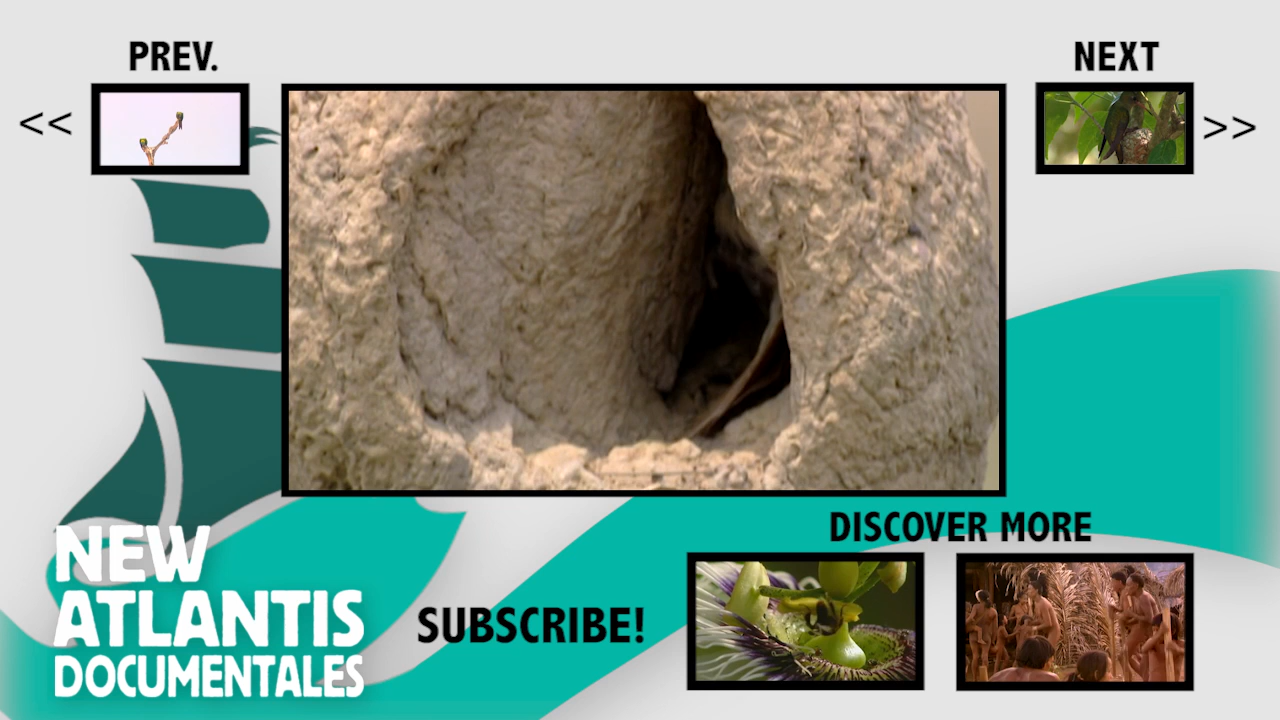 PREV.
NEXT
<<
>>
DISCOVER MORE
SUBSCRIBE!
NEW
ATLANTIS
DOCUMENTALES